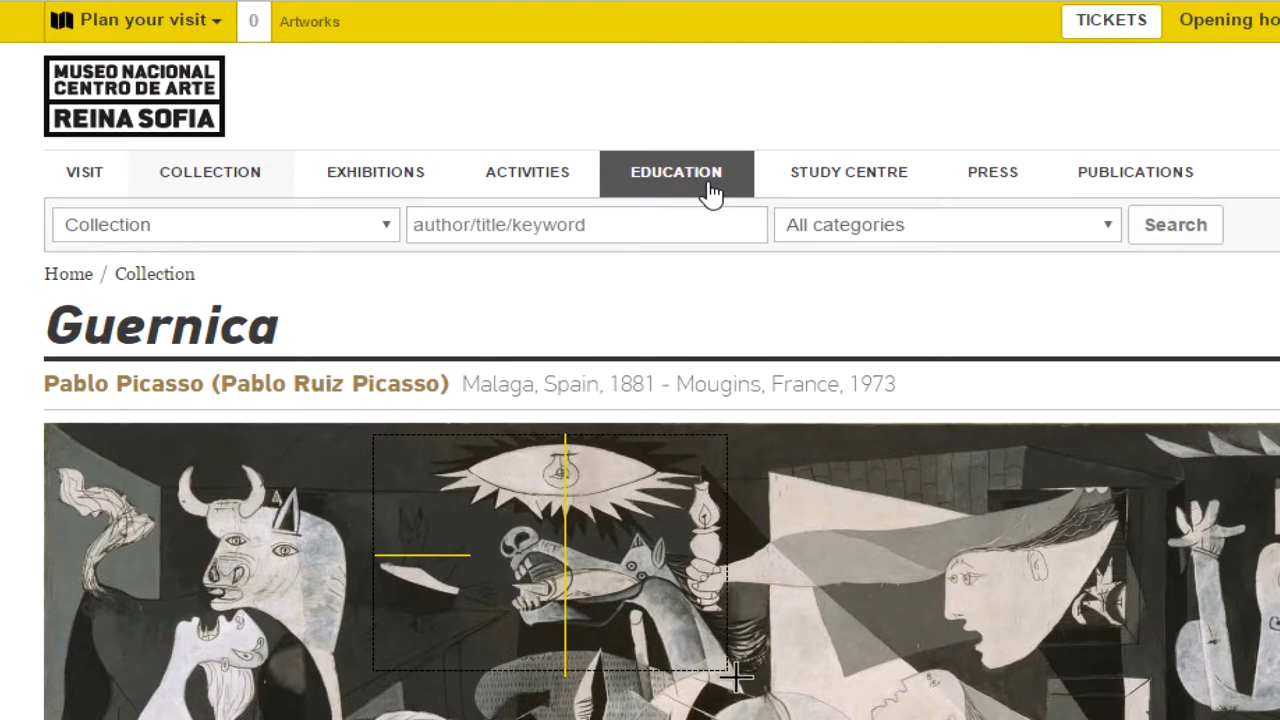 Plan your visit 0 Artworks TICKETS Opening ho
MUSEO NACIONAL
CENTRO DE ARTE
REINA SOFIA
VISIT COLLECTION EXHIBITIONS ACTIVITIES EDUCATION STUDY CENTRE PRESS PUBLICATIONS
Collection author/title/keyword All categories Search
Home / Collection
Guernica
Pablo Picasso (Pablo Ruiz Picasso) Malaga, Spain, 1881 - Mougins, France, 1973